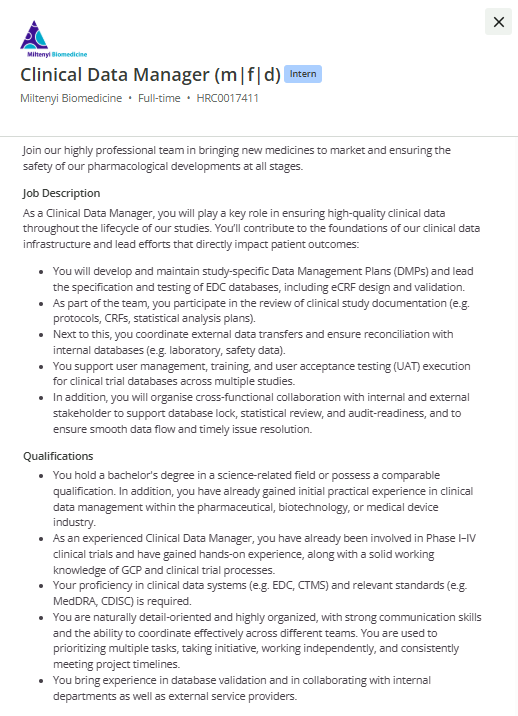 Miltenyi Biomedicine
Clinical Data Manager (m|f|d) Intern
Miltenyi Biomedicine • Full-time • HRC0017411
Join our highly professional team in bringing new medicines to market and ensuring the
safety of our pharmacological developments at all stages.
Job Description
As a Clinical Data Manager, you will play a key role in ensuring high-quality clinical data
throughout the lifecycle of our studies. You'll contribute to the foundations of our clinical data
infrastructure and lead efforts that directly impact patient outcomes:
• You will develop and maintain study-specific Data Management Plans (DMPs) and lead
the specification and testing of EDC databases, including eCRF design and validation.
• As part of the team, you participate in the review of clinical study documentation (e.g.
protocols, CRFs, statistical analysis plans).
• Next to this, you coordinate external data transfers and ensure reconciliation with
internal databases (e.g. laboratory, safety data).
• You support user management, training, and user acceptance testing (UAT) execution
for clinical trial databases across multiple studies.
• In addition, you will organise cross-functional collaboration with internal and external
stakeholder to support database lock, statistical review, and audit-readiness, and to
ensure smooth data flow and timely issue resolution.
Qualifications
• You hold a bachelor's degree in a science-related field or possess a comparable
qualification. In addition, you have already gained initial practical experience in clinical
data management within the pharmaceutical, biotechnology, or medical device
industry.
• As an experienced Clinical Data Manager, you have already been involved in Phase I–IV
clinical trials and have gained hands-on experience, along with a solid working
knowledge of GCP and clinical trial processes.
• Your proficiency in clinical data systems (e.g. EDC, CTMS) and relevant standards (e.g.
MedDRA, CDISC) is required.
• You are naturally detail-oriented and highly organized, with strong communication skills
and the ability to coordinate effectively across different teams. You are used to
prioritizing multiple tasks, taking initiative, working independently, and consistently
meeting project timelines.
• You bring experience in database validation and in collaborating with internal
departments as well as external service providers.